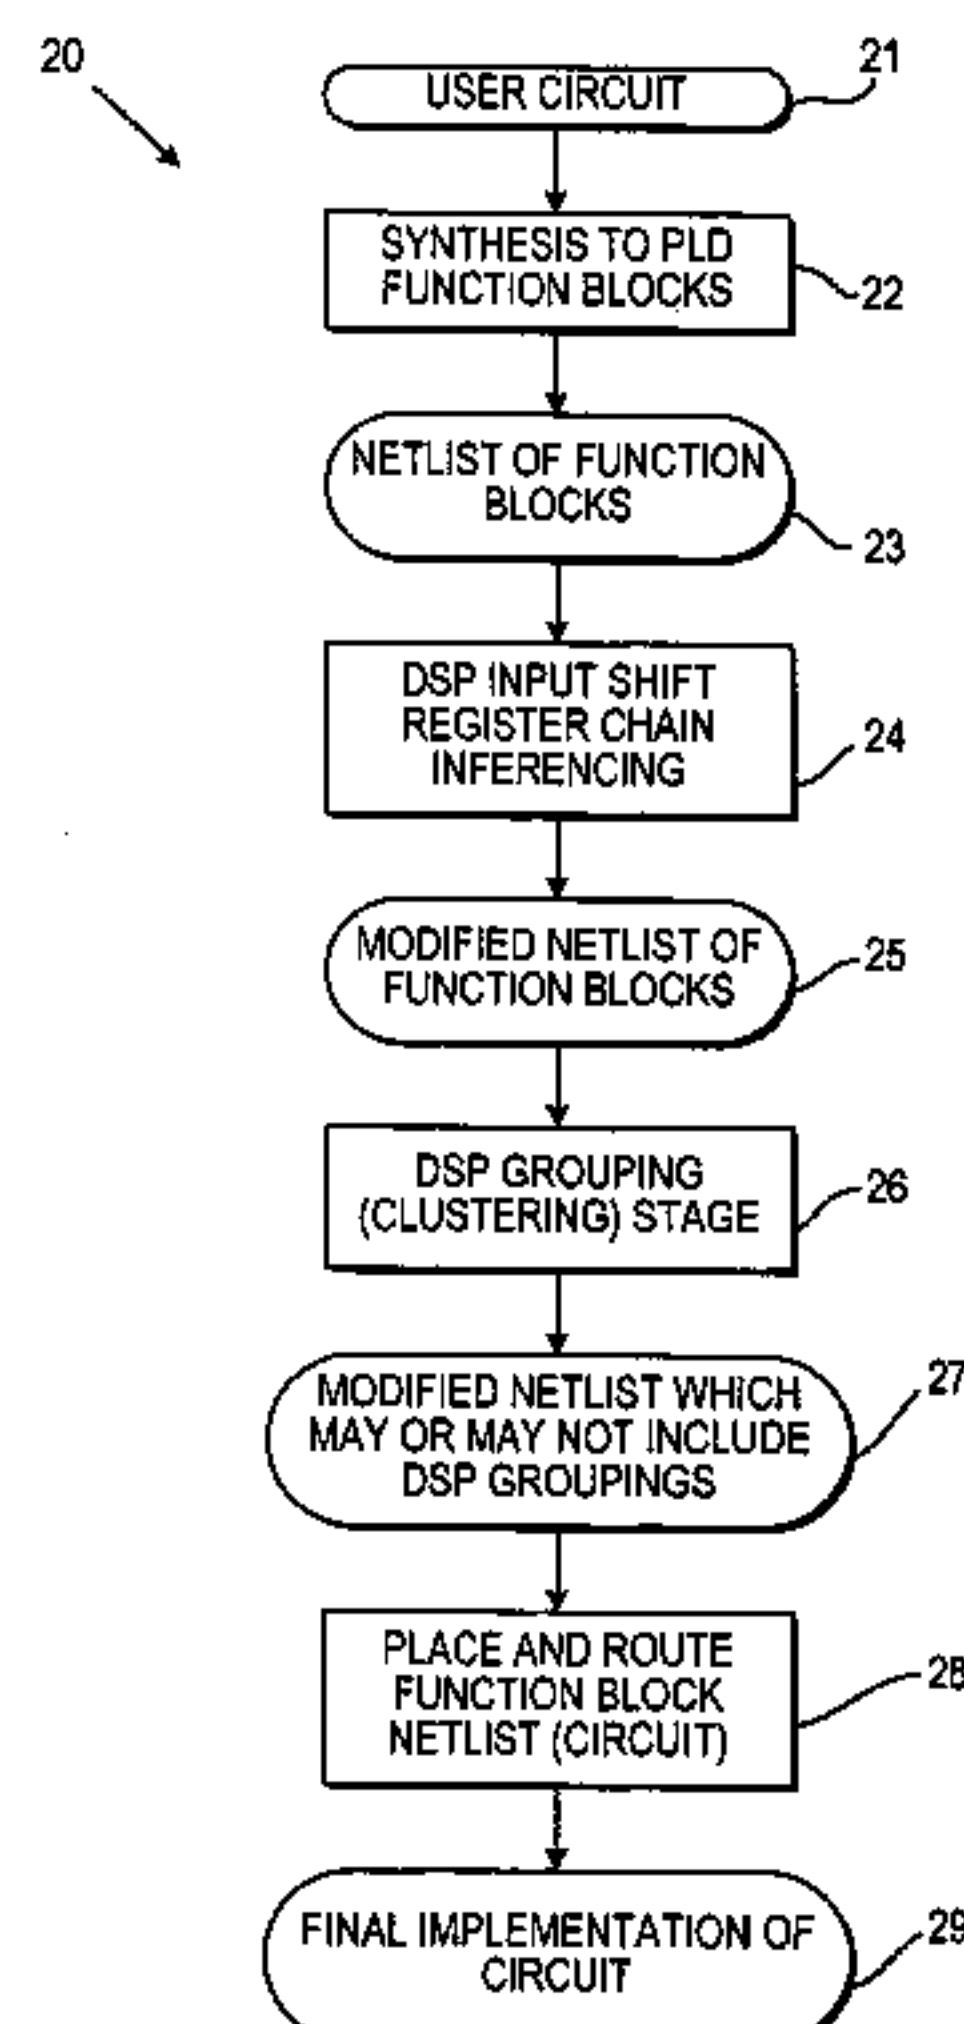 20
USER CIRCUIT
21
SYNTHESIS TO PLD
FUNCTION BLOCKS
22
NETLIST OF FUNCTION
BLOCKS
23
DSP INPUT SHIFT
REGISTER CHAIN
INFERENCING
24
MODIFIED NETLIST OF
FUNCTION BLOCKS
25
DSP GROUPING
(CLUSTERING) STAGE
26
MODIFIED NETLIST WHICH
MAY OR MAY NOT INCLUDE
DSP GROUPINGS
27
PLACE AND ROUTE
FUNCTION BLOCK
NETLIST (CIRCUIT)
28
FINAL IMPLEMENTATION OF
CIRCUIT
29